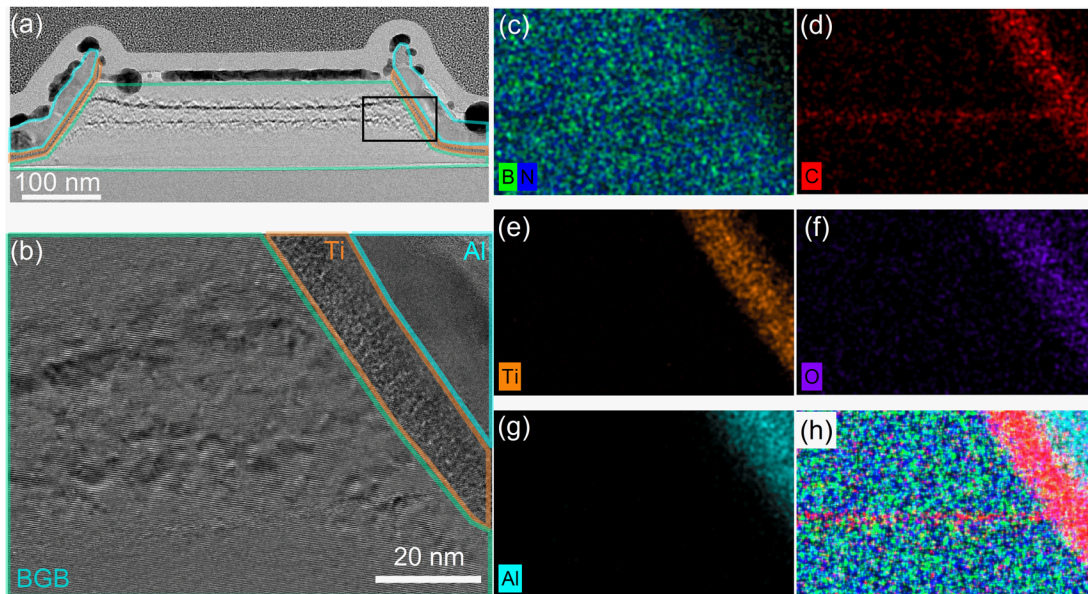 (a)
100 nm
(b)
Ti
Al
BGB
20 nm
(c)
B N
(d)
C
(e)
Ti
(f)
O
(g)
Al
(h)